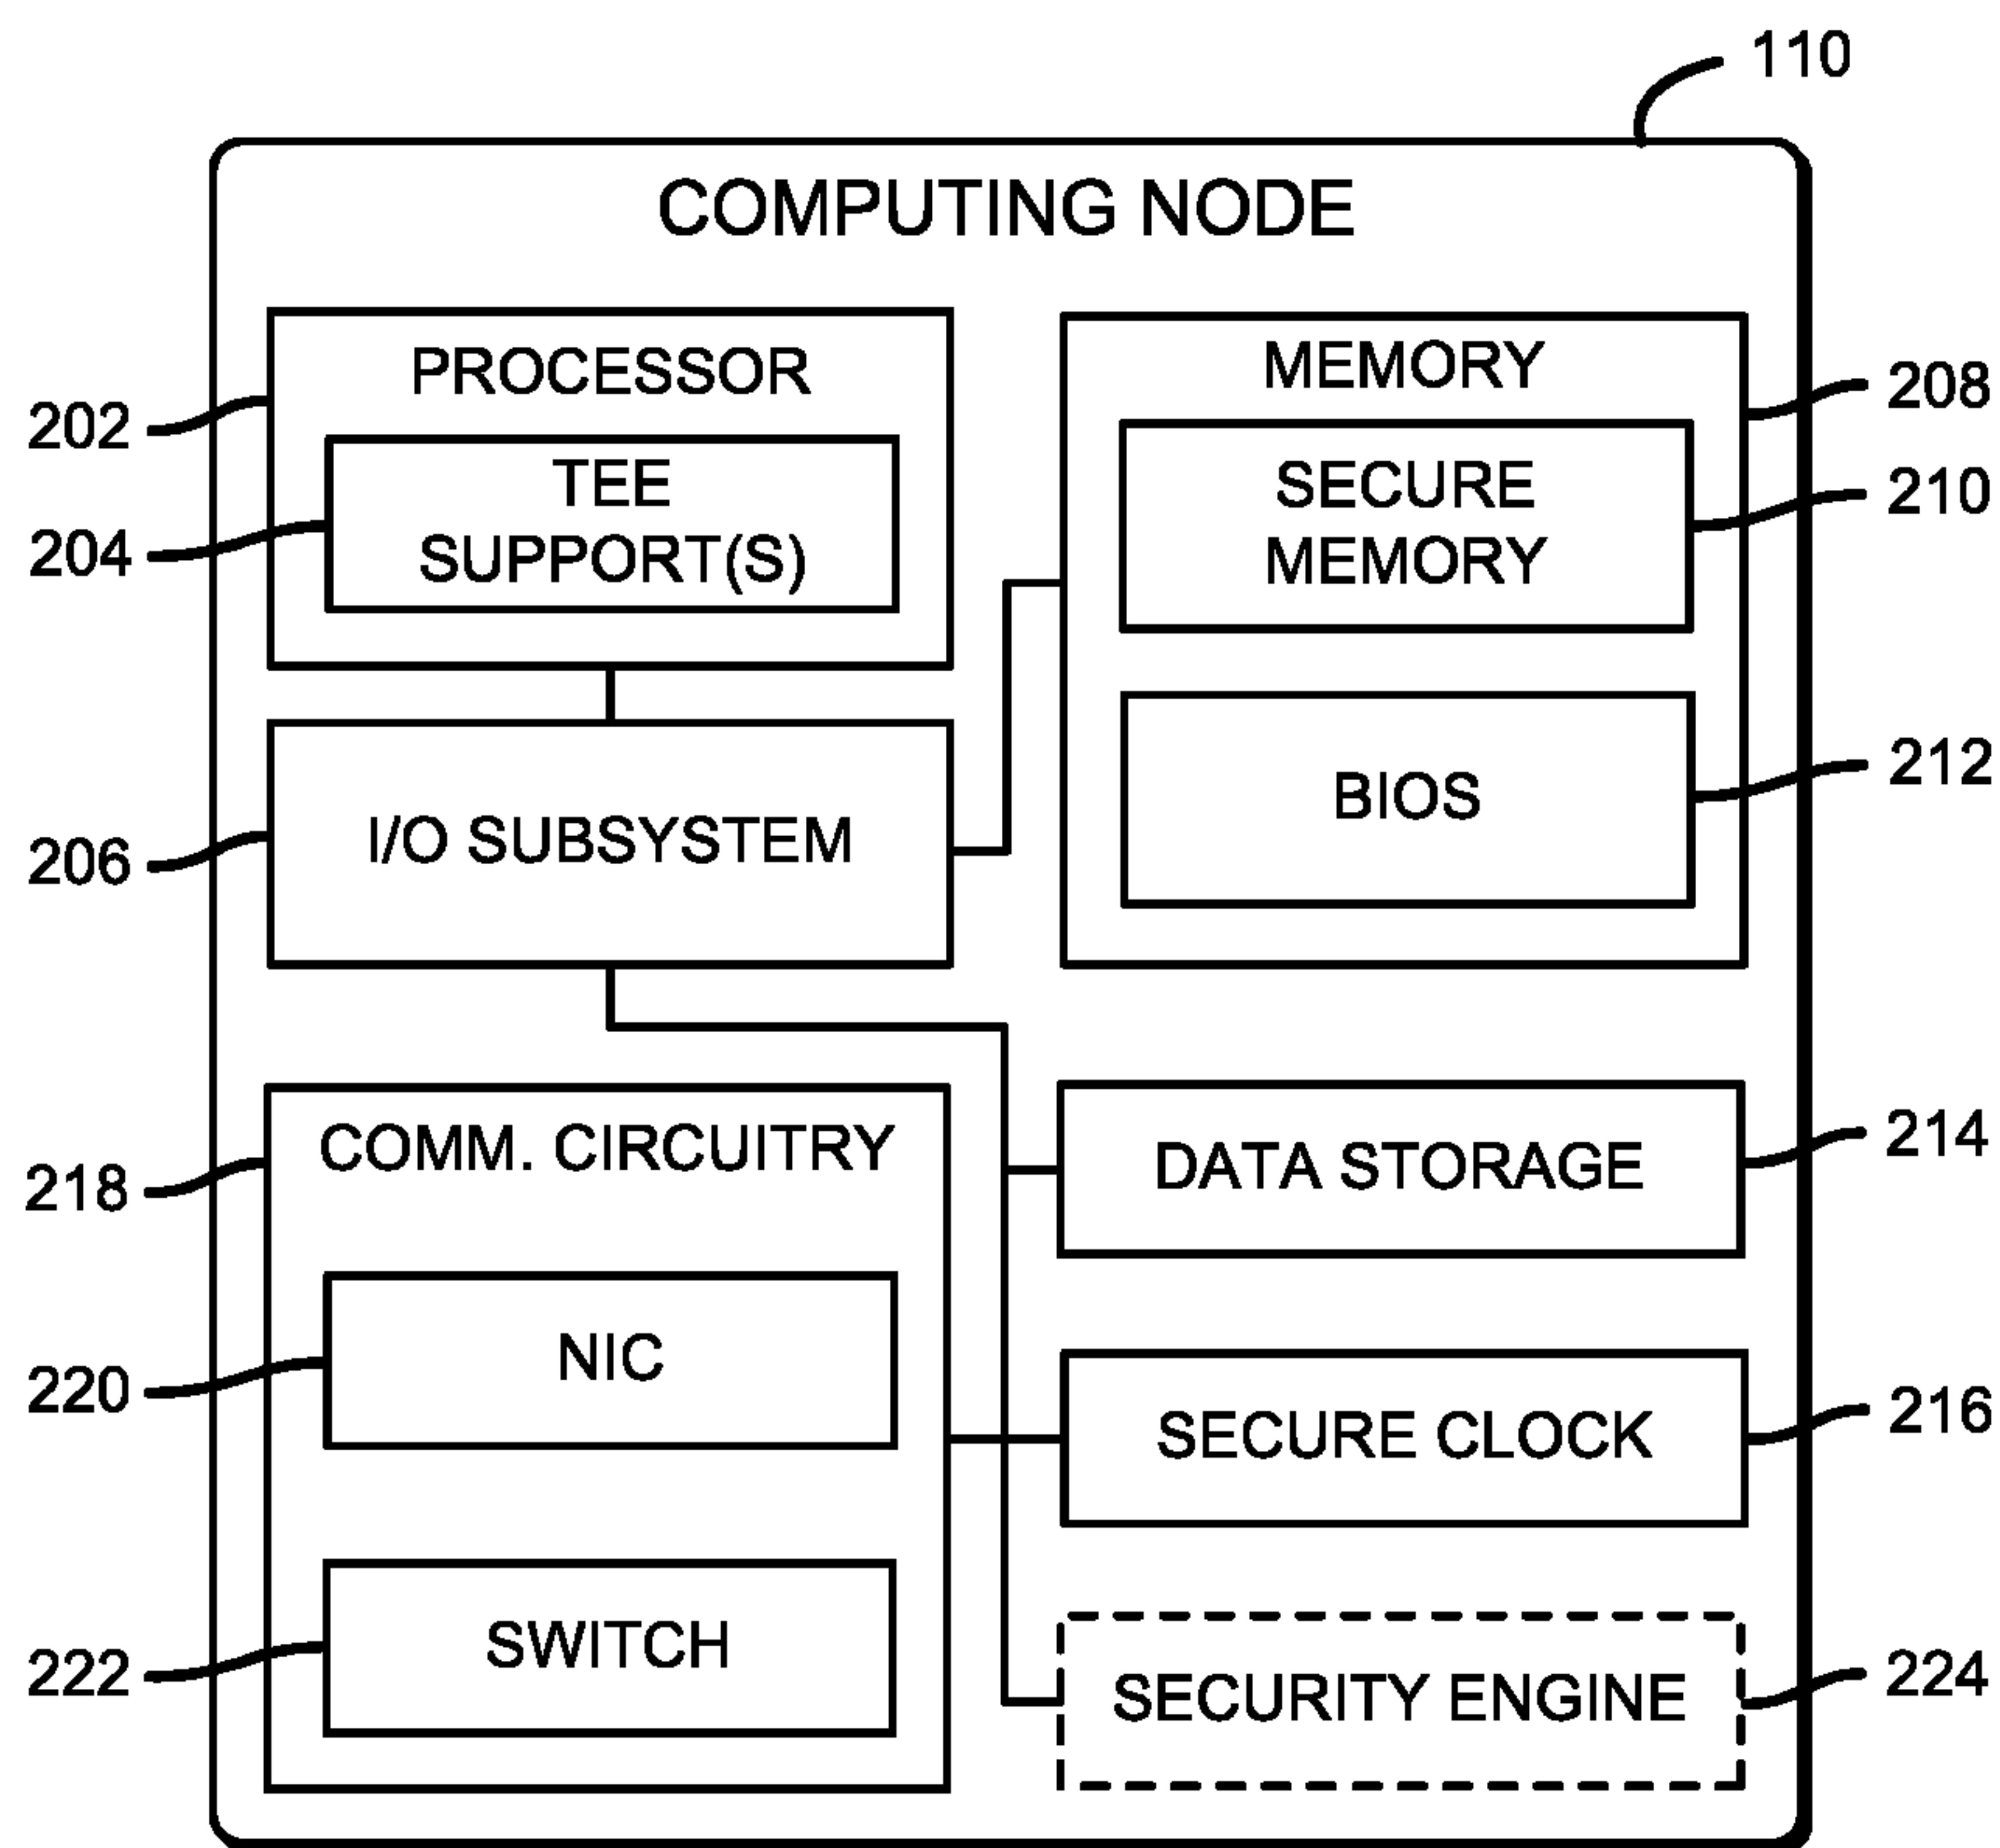 110
COMPUTING NODE
PROCESSOR
202
TEE
SUPPORT(S)
204
I/O SUBSYSTEM
206
MEMORY
208
SECURE
MEMORY
210
BIOS
212
COMM. CIRCUITRY
218
NIC
220
SWITCH
222
DATA STORAGE
214
SECURE CLOCK
216
SECURITY ENGINE
224